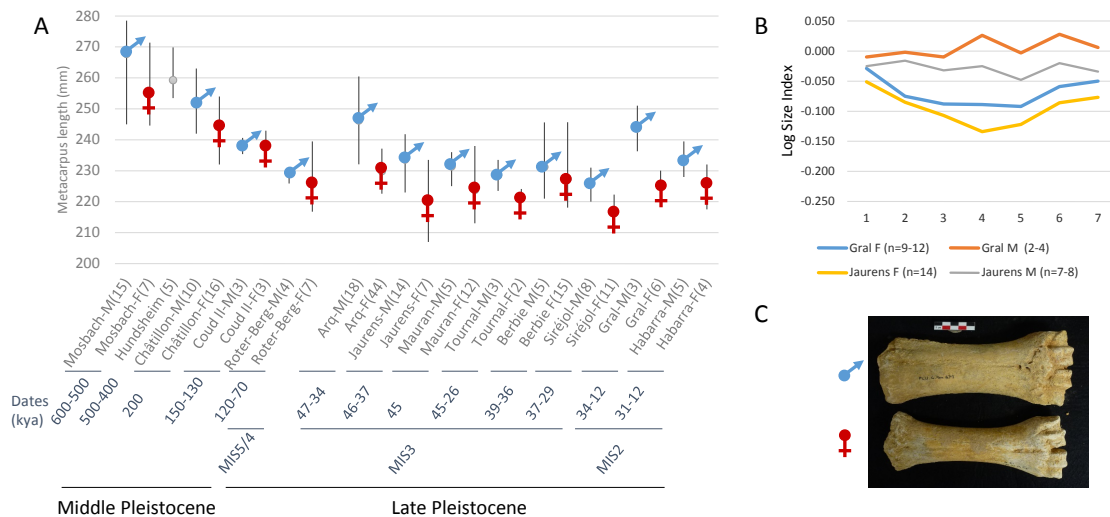 A
Metacarpus length (mm)
280
270
260
250
240
230
220
210
200
Mosbach-M(15)
Mosbach-F(7)
Hundsheim (5)
Châtillon-M(10)
Châtillon-F(16)
Coud II-M(3)
Coud II-F(3)
Roter-Berg-M(4)
Roter-Berg-F(7)
Arq-M(18)
Arq-F(44)
Jaurens-M(14)
Jaurens-F(7)
Mauran-M(5)
Mauran-F(12)
Tournal-M(3)
Tournal-F(2)
Berbie M(5)
Berbie F(15)
Siréjol-M(8)
Siréjol-F(11)
Gral-M(3)
Gral-F(6)
Habarra-M(5)
Habarra-F(4)
Dates
(kya)
600-500
500-400
200
150-130
120-70
47-34
46-37
45
45-26
39-36
37-29
34-12
31-12
MIS5/4
MIS3
MIS2
Middle Pleistocene
Late Pleistocene
B
Log Size Index
0.050
0.000
-0.050
-0.100
-0.150
-0.200
-0.250
1 2 3 4 5 6 7
Gral F (n=9-12)
Gral M (2-4)
Jaurens F (n=14)
Jaurens M (n=7-8)
C